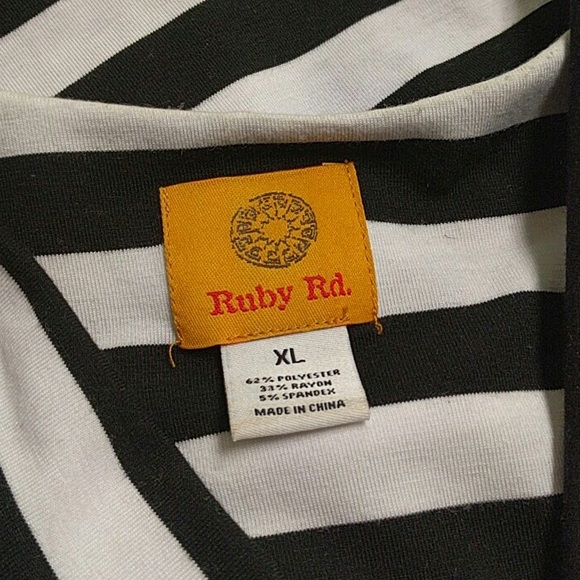 Ruby Rd.
XL
62% POLYESTER
33% RAYON
5% SPANDEX
MADE IN CHINA